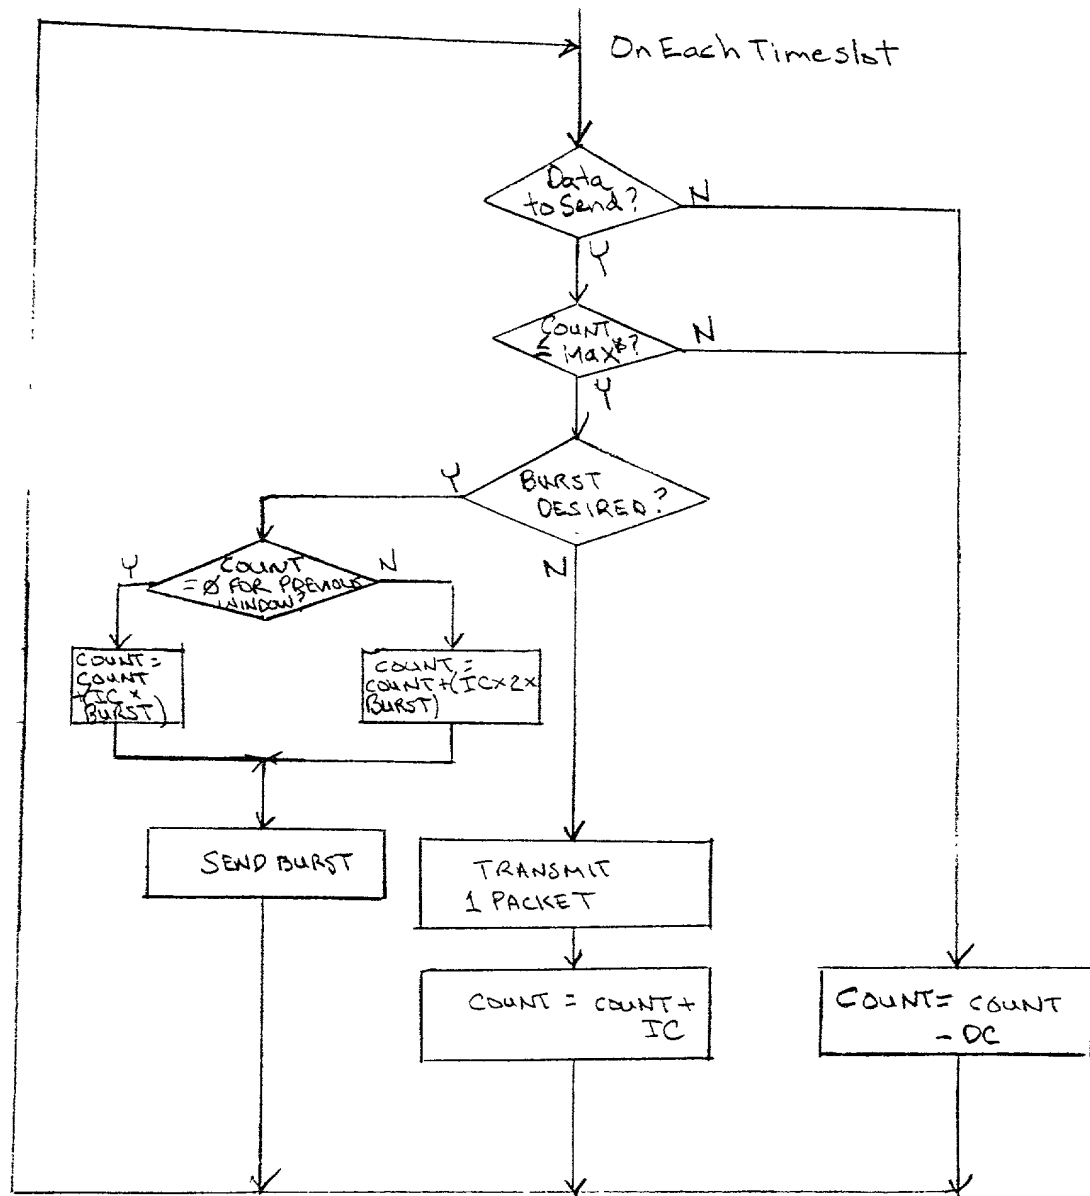 On Each Timeslot
Data
to Send?
N
Y
COUNT
≤ MAX*?
N
Y
BURST
DESIRED?
Y
N
COUNT
=Ø FOR PREVIOUS
WINDOW?
Y
N
COUNT=
COUNT
+(IC ×
BURST)
COUNT=
COUNT+(IC×2×
BURST)
SEND BURST
TRANSMIT
1 PACKET
COUNT = COUNT+
IC
COUNT= COUNT
- DC